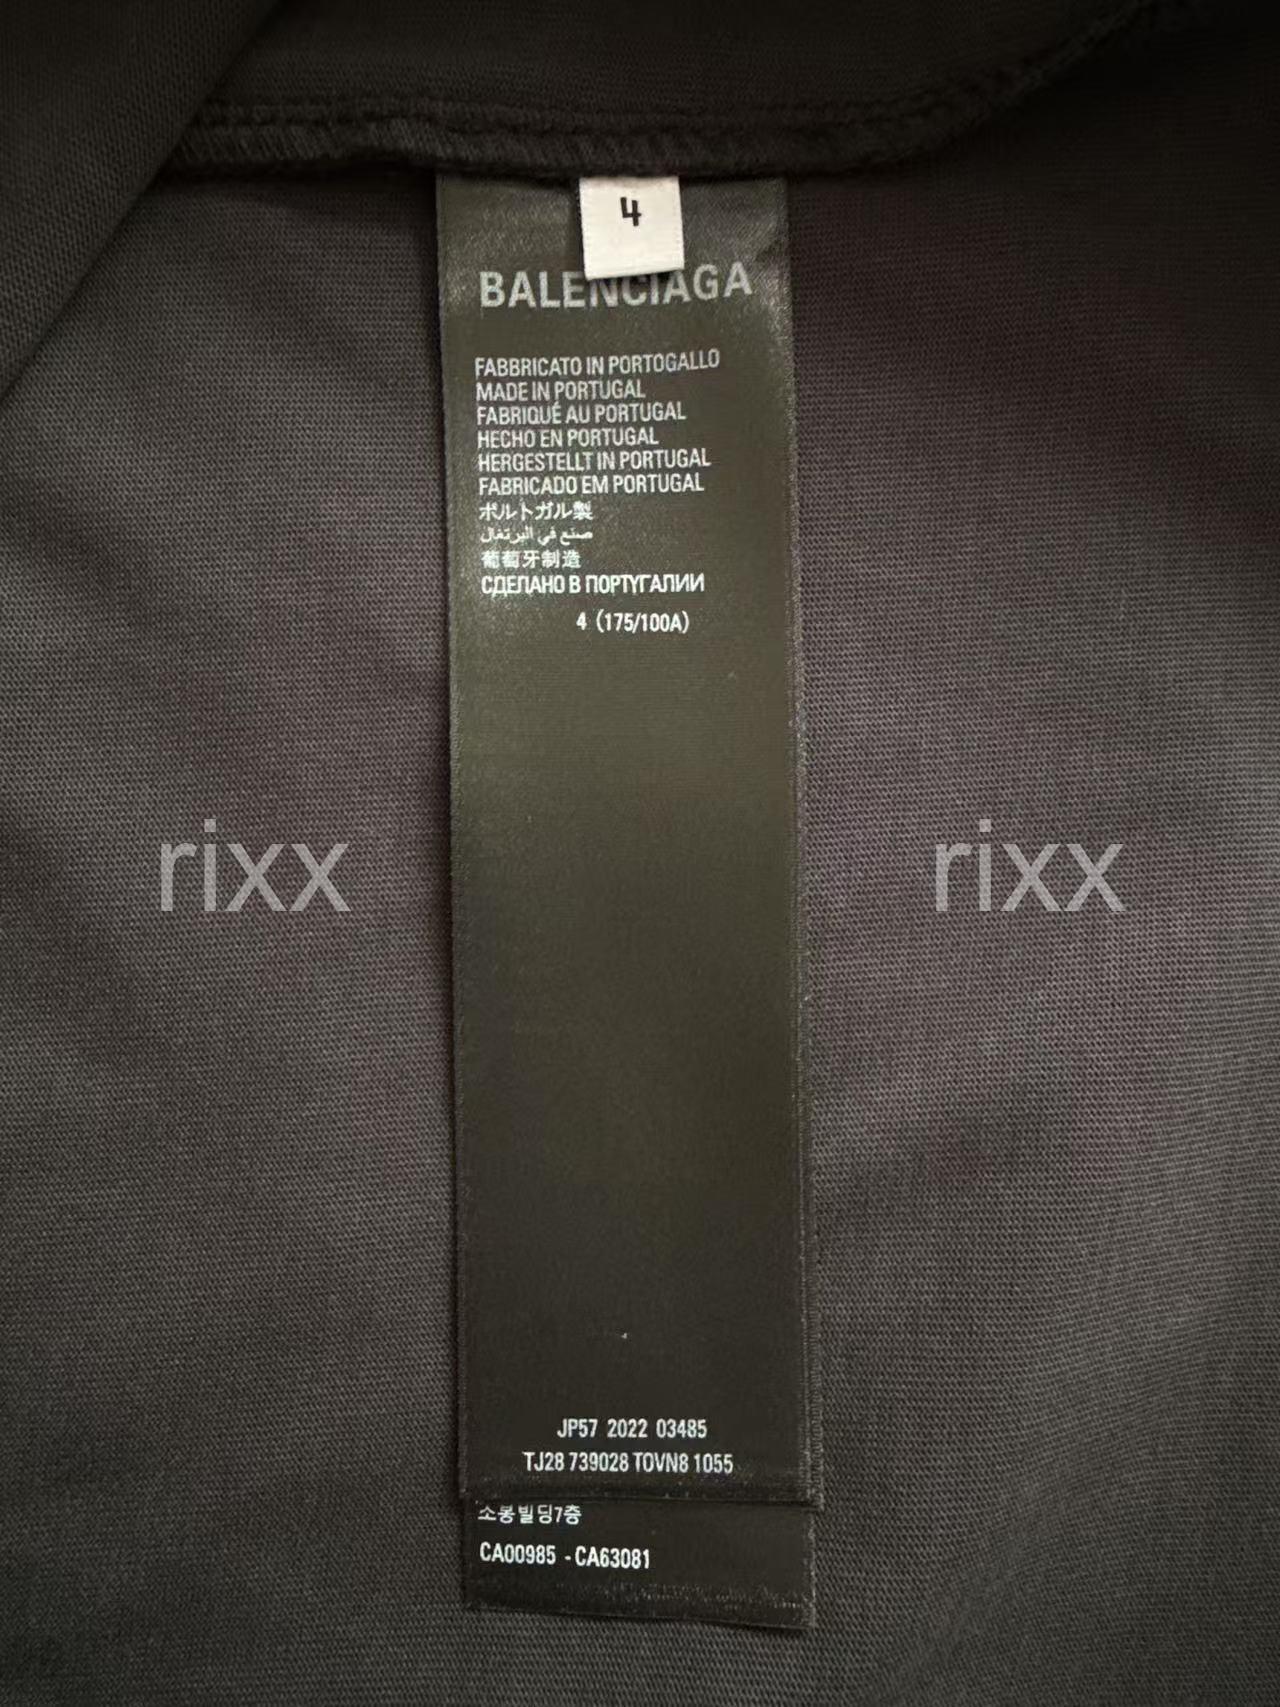 4
BALENCIAGA
FABBRICATO IN PORTOGALLO
MADE IN PORTUGAL
FABRIQUÉ AU PORTUGAL
HECHO EN PORTUGAL
HERGESTELLT IN PORTUGAL
FABRICADO EM PORTUGAL
ポルトガル製
صنع في البرتغال
葡萄牙制造
СДЕЛАНО В ПОРТУГАЛИИ
4 (175/100A)
rixx rixx
JP57 2022 03485
TJ28 739028 TOVN8 1055
소봉빌딩7층
CA00985 - CA63081